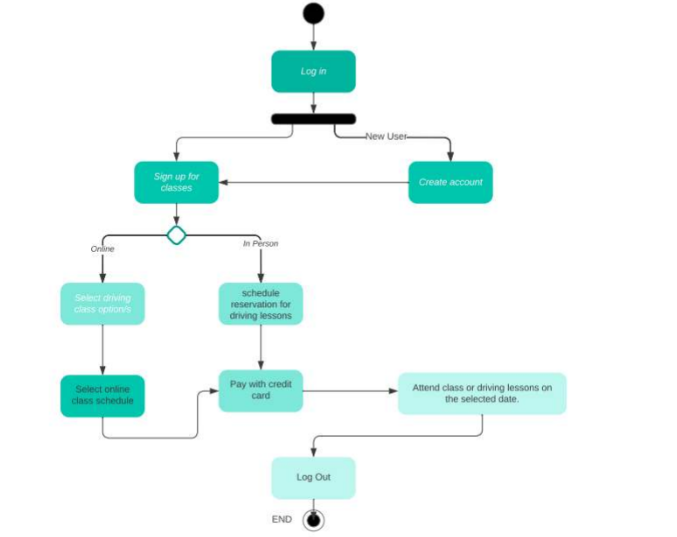 Log in
New User
Sign up for
classes
Create account
Online
In Person
Select driving
class option/s
schedule
reservation for
driving lessons
Select online
class schedule
Pay with credit
card
Attend class or driving lessons on
the selected date.
Log Out
END